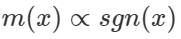 m(x) ∝ sgn(x)